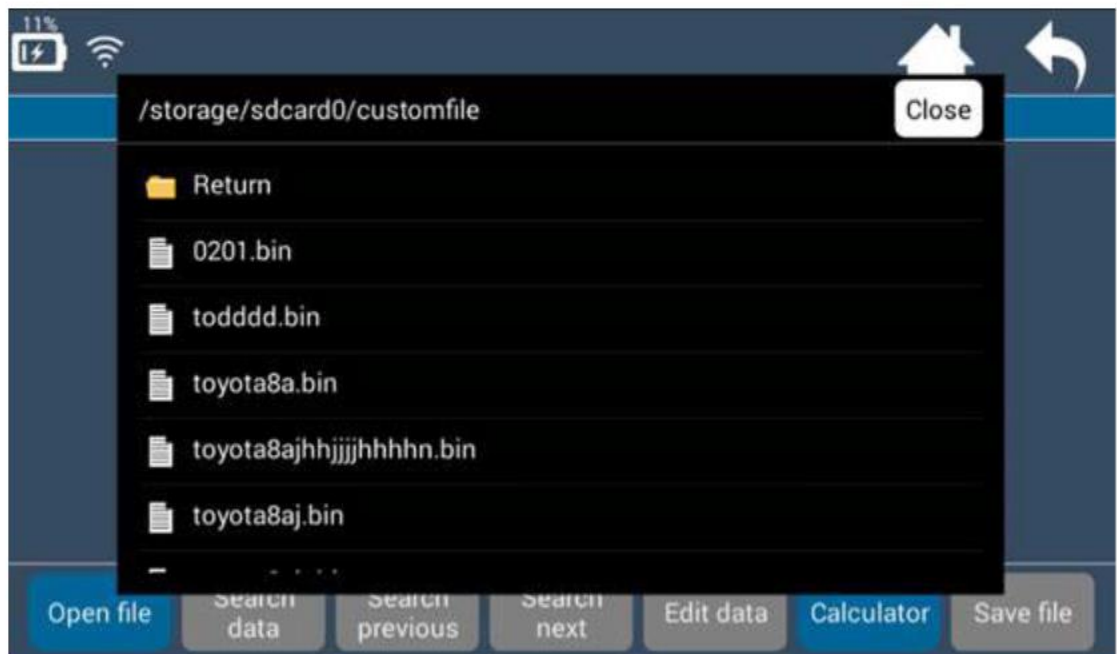 11%
/storage/sdcard0/customfile
Close
Return
0201.bin
todddd.bin
toyota8a.bin
toyota8ajhhjjjjhhhhn.bin
toyota8aj.bin
Open file
Search
data
Search
previous
Search
next
Edit data
Calculator
Save file